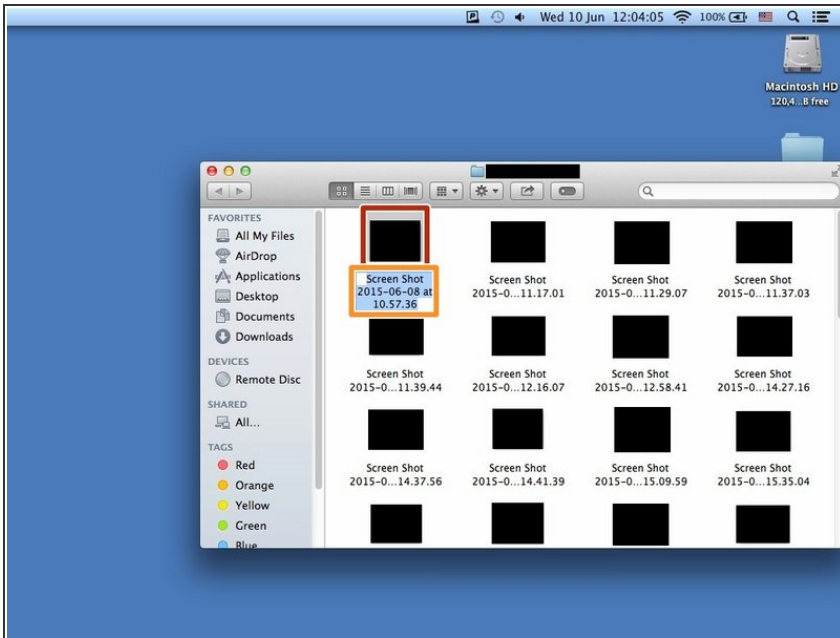 Wed 10 Jun 12:04:05 100%
Macintosh HD
120,4...B free
FAVORITES
All My Files
AirDrop
Applications
Desktop
Documents
Downloads
DEVICES
Remote Disc
SHARED
All...
TAGS
Red
Orange
Yellow
Green
Blue
Screen Shot
2015-06-08 at
10.57.36
Screen Shot
2015-0...11.17.01
Screen Shot
2015-0...11.29.07
Screen Shot
2015-0...11.37.03
Screen Shot
2015-0...11.39.44
Screen Shot
2015-0...12.16.07
Screen Shot
2015-0...12.58.41
Screen Shot
2015-0...14.27.16
Screen Shot
2015-0...14.37.56
Screen Shot
2015-0...14.41.39
Screen Shot
2015-0...15.09.59
Screen Shot
2015-0...15.35.04